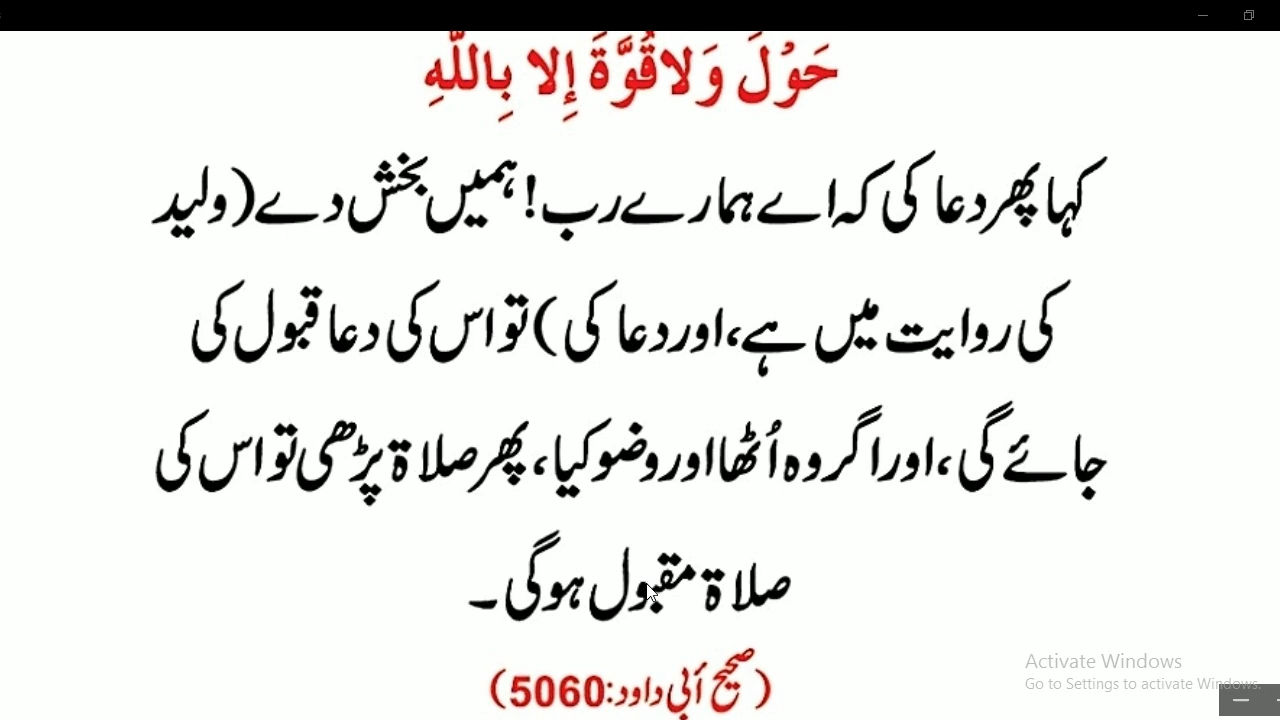 حَوْلَ وَلا قُوَّةَ إِلا بِاللَّهِ
کہا پھر دعا کی کہ اے ہمارے رب! ہمیں بخش دے (ولید
کی روایت میں ہے، اور دعا کی) تو اس کی دعا قبول کی
جائے گی، اور اگر وہ اُٹھا اور وضو کیا، پھر صلاۃ پڑھی تو اس کی
صلاۃ مقبول ہوگی۔
(صحیح أبی داود:5060)
Activate Windows
Go to Settings to activate Windows.